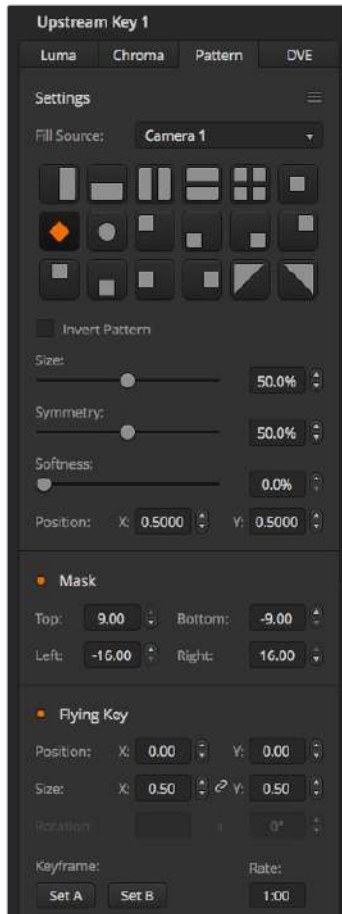 Upstream Key 1
Luma Chroma Pattern DVE
Settings
Fill Source: Camera 1
Invert Pattern
Size:
50.0%
Symmetry:
50.0%
Softness:
0.0%
Position: X: 0.5000 Y: 0.5000
Mask
Top: 9.00 Bottom: -9.00
Left: -16.00 Right: 16.00
Flying Key
Position: X: 0.00 Y: 0.00
Size: X: 0.50 Y: 0.50
Rotation: 0°
Keyframe: Rate:
Set A Set B 1:00